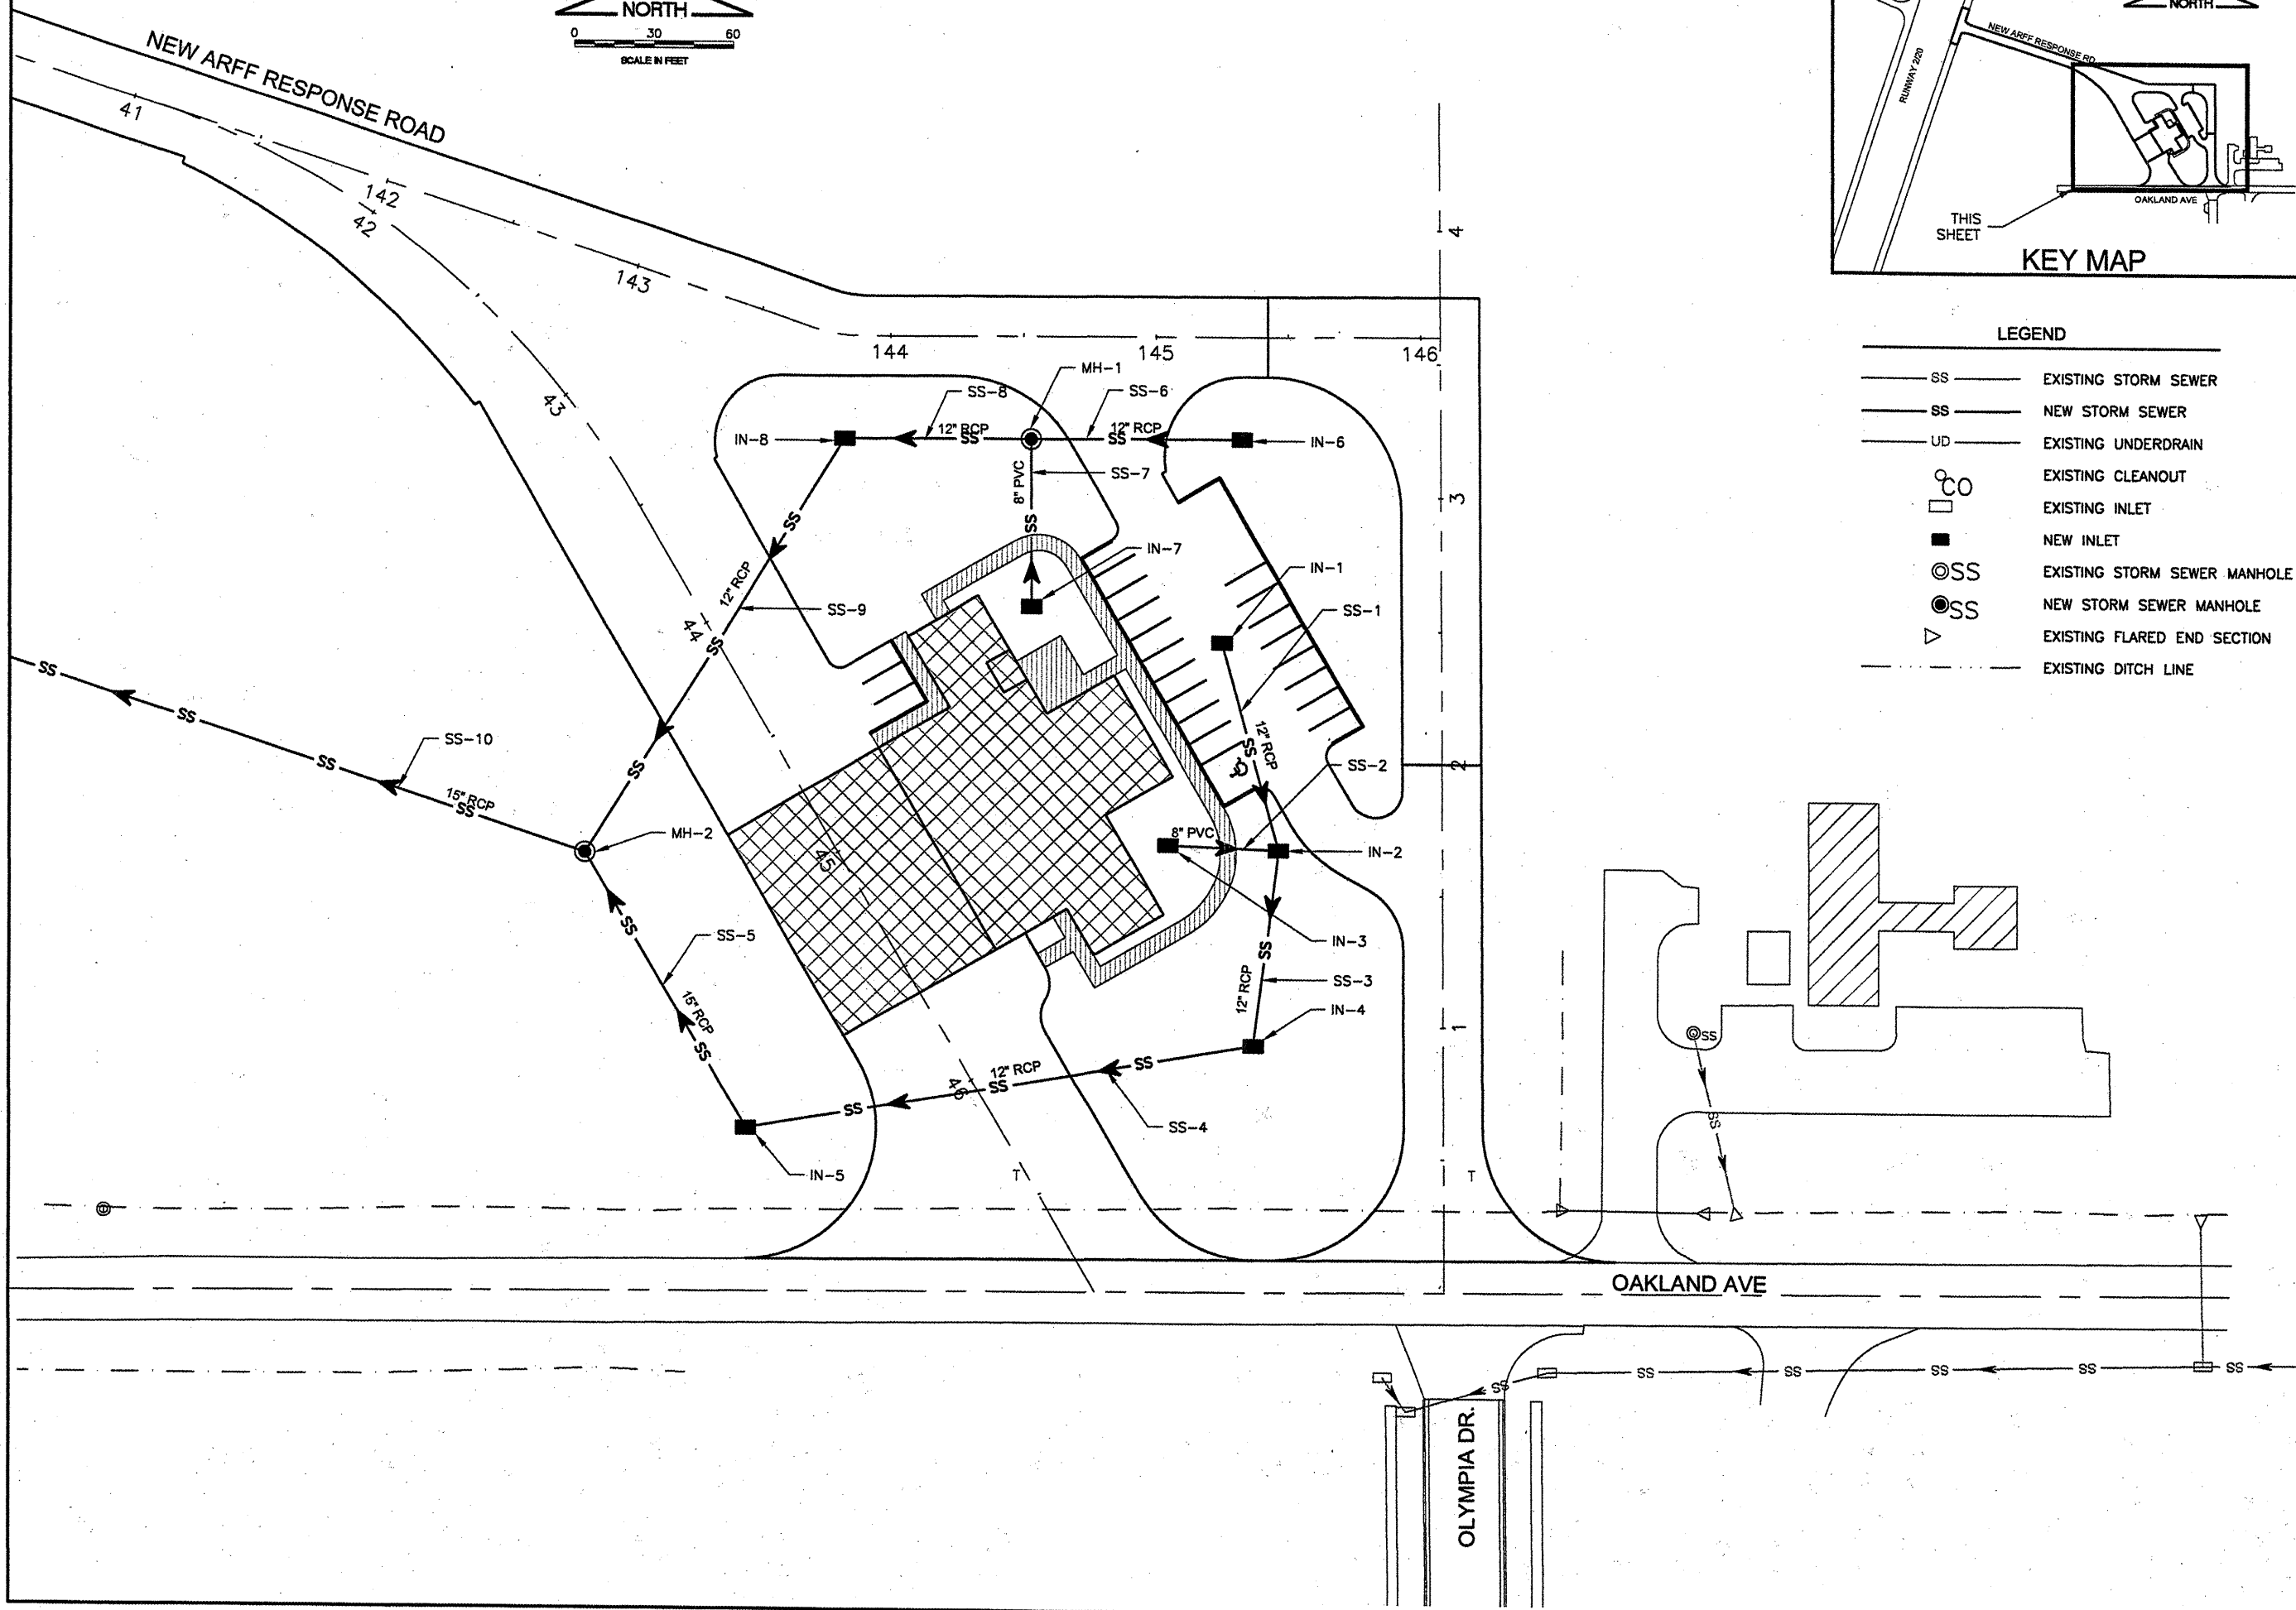 NORTH
0 30 60
SCALE IN FEET
NORTH
NEW ARFF RESPONSE ROAD
41
142
42
143
43
144
145
146
4
3
2
1
44
45
46
MH-1
SS-8
SS-6
IN-8
12" RCP
SS
12" RCP
SS
IN-6
SS-7
8" PVC
SS
IN-7
SS
12" RCP
SS-9
SS
SS
IN-1
SS-1
12" RCP
SS
SS-2
8" PVC
IN-2
IN-3
SS
SS-3
12" RCP
IN-4
SS
SS
SS
SS-10
15" RCP
SS
MH-2
SS
SS-5
15" RCP
SS
SS
12" RCP
SS
SS
SS-4
IN-5
T
T
SS
SS
OAKLAND AVE
SS
SS
SS
SS
SS
SS
OLYMPIA DR.
RUNWAY 2/20
NEW ARFF RESPONSE RD
OAKLAND AVE
THIS
SHEET
KEY MAP
LEGEND
SS EXISTING STORM SEWER
SS NEW STORM SEWER
UD EXISTING UNDERDRAIN
CO EXISTING CLEANOUT
EXISTING INLET
NEW INLET
SS EXISTING STORM SEWER MANHOLE
SS NEW STORM SEWER MANHOLE
EXISTING FLARED END SECTION
EXISTING DITCH LINE